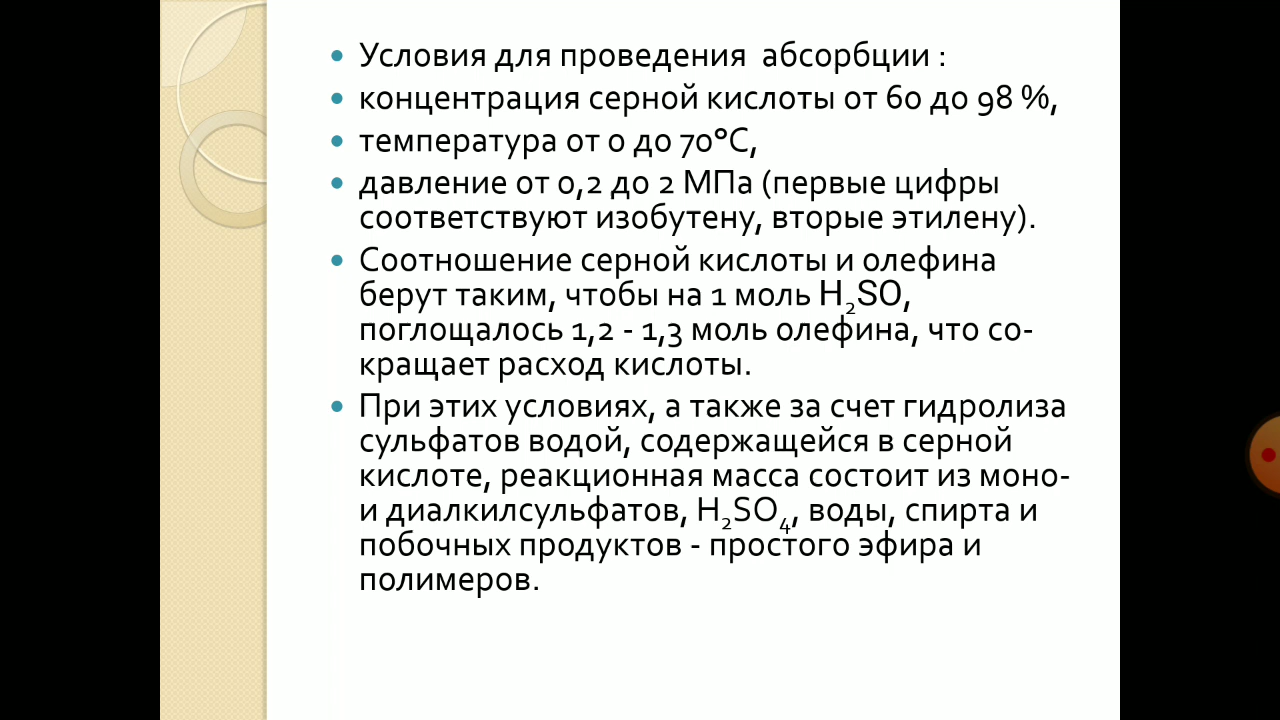 • Условия для проведения  абсорбции :
• концентрация серной кислоты от 60 до 98 %,
• температура от 0 до 70°С,
• давление от 0,2 до 2 МПа (первые цифры
соответствуют изобутену, вторые этилену).
• Соотношение серной кислоты и олефина
берут таким, чтобы на 1 моль H₂SO,
поглощалось 1,2 - 1,3 моль олефина, что со-
кращает расход кислоты.
• При этих условиях, а также за счет гидролиза
сульфатов водой, содержащейся в серной
кислоте, реакционная масса состоит из моно-
и диалкилсульфатов, H₂SO₄, воды, спирта и
побочных продуктов - простого эфира и
полимеров.